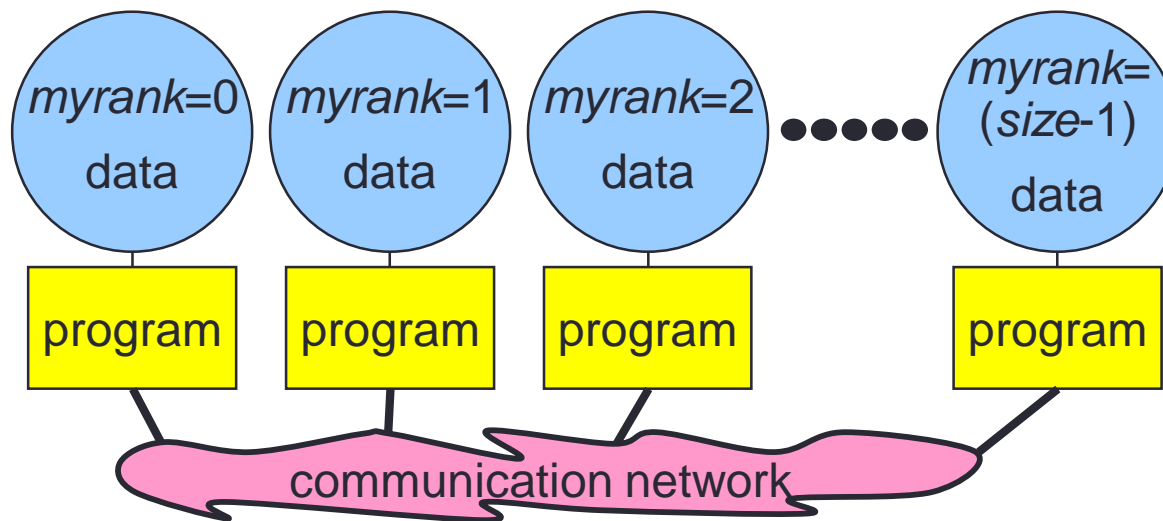 myrank=0
data
myrank=1
data
myrank=2
data
myrank=
(size-1)
data
program
program
program
program
communication network